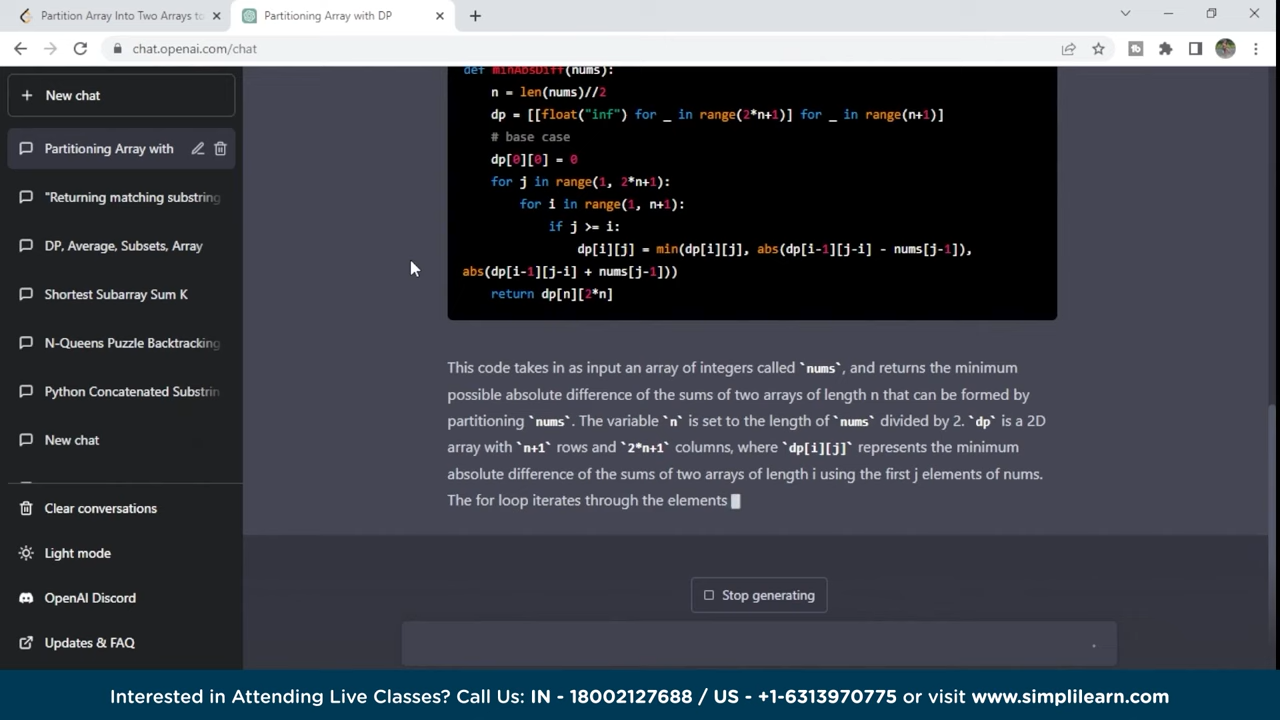 Partition Array Into Two Arrays to
Partitioning Array with DP
chat.openai.com/chat
New chat
Partitioning Array with
"Returning matching substring
DP, Average, Subsets, Array
Shortest Subarray Sum K
N-Queens Puzzle Backtracking
Python Concatenated Substrin
New chat
Clear conversations
Light mode
OpenAI Discord
Updates & FAQ
def minAbsDiff(nums):
n = len(nums)//2
dp = [[float("inf") for _ in range(2*n+1)] for _ in range(n+1)]
# base case
dp[0][0] = 0
for j in range(1, 2*n+1):
for i in range(1, n+1):
if j >= i:
dp[i][j] = min(dp[i][j], abs(dp[i-1][j-i] - nums[j-1]),
abs(dp[i-1][j-i] + nums[j-1]))
return dp[n][2*n]
This code takes in as input an array of integers called `nums`, and returns the minimum
possible absolute difference of the sums of two arrays of length n that can be formed by
partitioning `nums`. The variable `n` is set to the length of `nums` divided by 2. `dp` is a 2D
array with `n+1` rows and `2*n+1` columns, where `dp[i][j]` represents the minimum
absolute difference of the sums of two arrays of length i using the first j elements of nums.
The for loop iterates through the elements
Stop generating
Interested in Attending Live Classes? Call Us: IN - 18002127688 / US - +1-6313970775 or visit www.simplilearn.com